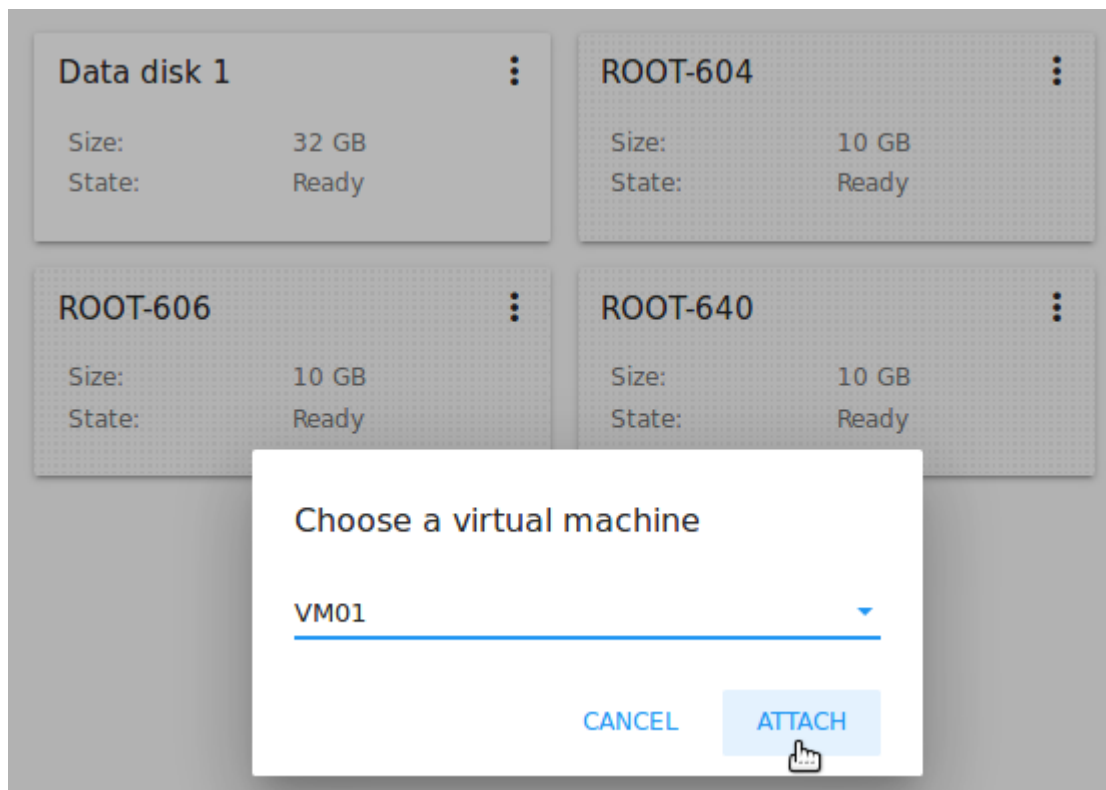 Data disk 1
Size: 32 GB
State: Ready
ROOT-604
Size: 10 GB
State: Ready
ROOT-606
Size: 10 GB
State: Ready
ROOT-640
Size: 10 GB
State: Ready
Choose a virtual machine
VM01
CANCEL ATTACH